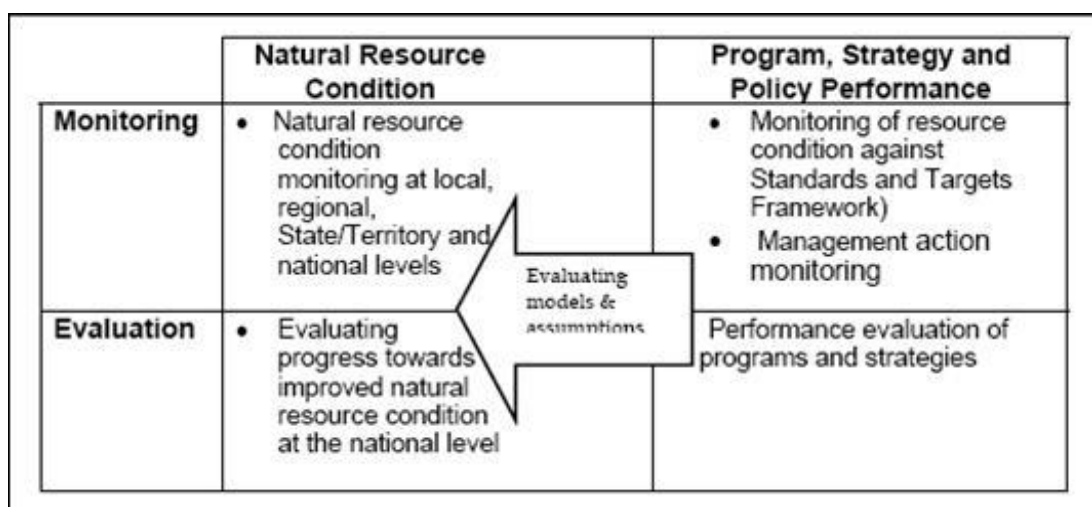 Natural Resource
Condition
Program, Strategy and
Policy Performance
Monitoring
• Natural resource
condition
monitoring at local,
regional,
State/Territory and
national levels
• Monitoring of resource
condition against
Standards and Targets
Framework)
• Management action
monitoring
Evaluating
models &
assumptions
Evaluation
• Evaluating
progress towards
improved natural
resource condition
at the national level
Performance evaluation of
programs and strategies